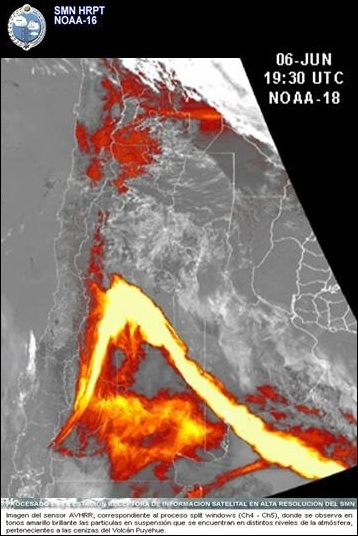 SMN HRPT
NOAA-16
06-JUN
19:30 UTC
NOAA-18
DE INFORMACION SATELITAL EN ALTA RESOLUCION DEL SMN
Imagen del sensor AVHRR, correspondiente al proceso split windows (Ch4 - Ch5), donde se observa en
tonos amarillo brillante las particulas en suspensión que se encuentran en distintos niveles de la atmósfera,
pertenecientes a las cenizas del Volcán Puyehue.